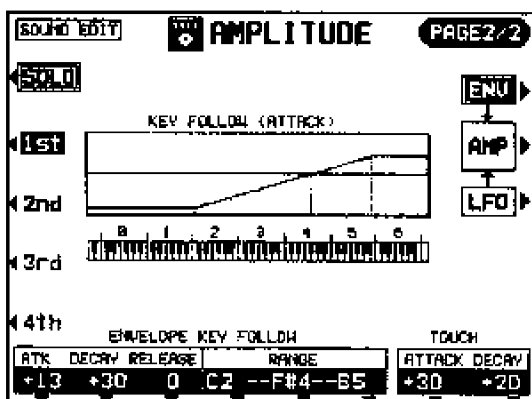 SOUND EDIT
AMPLITUDE
PAGE2/2
SOLO
ENV
KEY FOLLOW (ATTACK)
1st
AMP
2nd
LFO
0 1 2 3 4 5 6
3rd
4th
ENVELOPE KEY FOLLOW
TOUCH
ATK DECAY RELEASE RANGE
ATTACK DECAY
+13 +30 0 C2 --F#4--B5
+30 +20